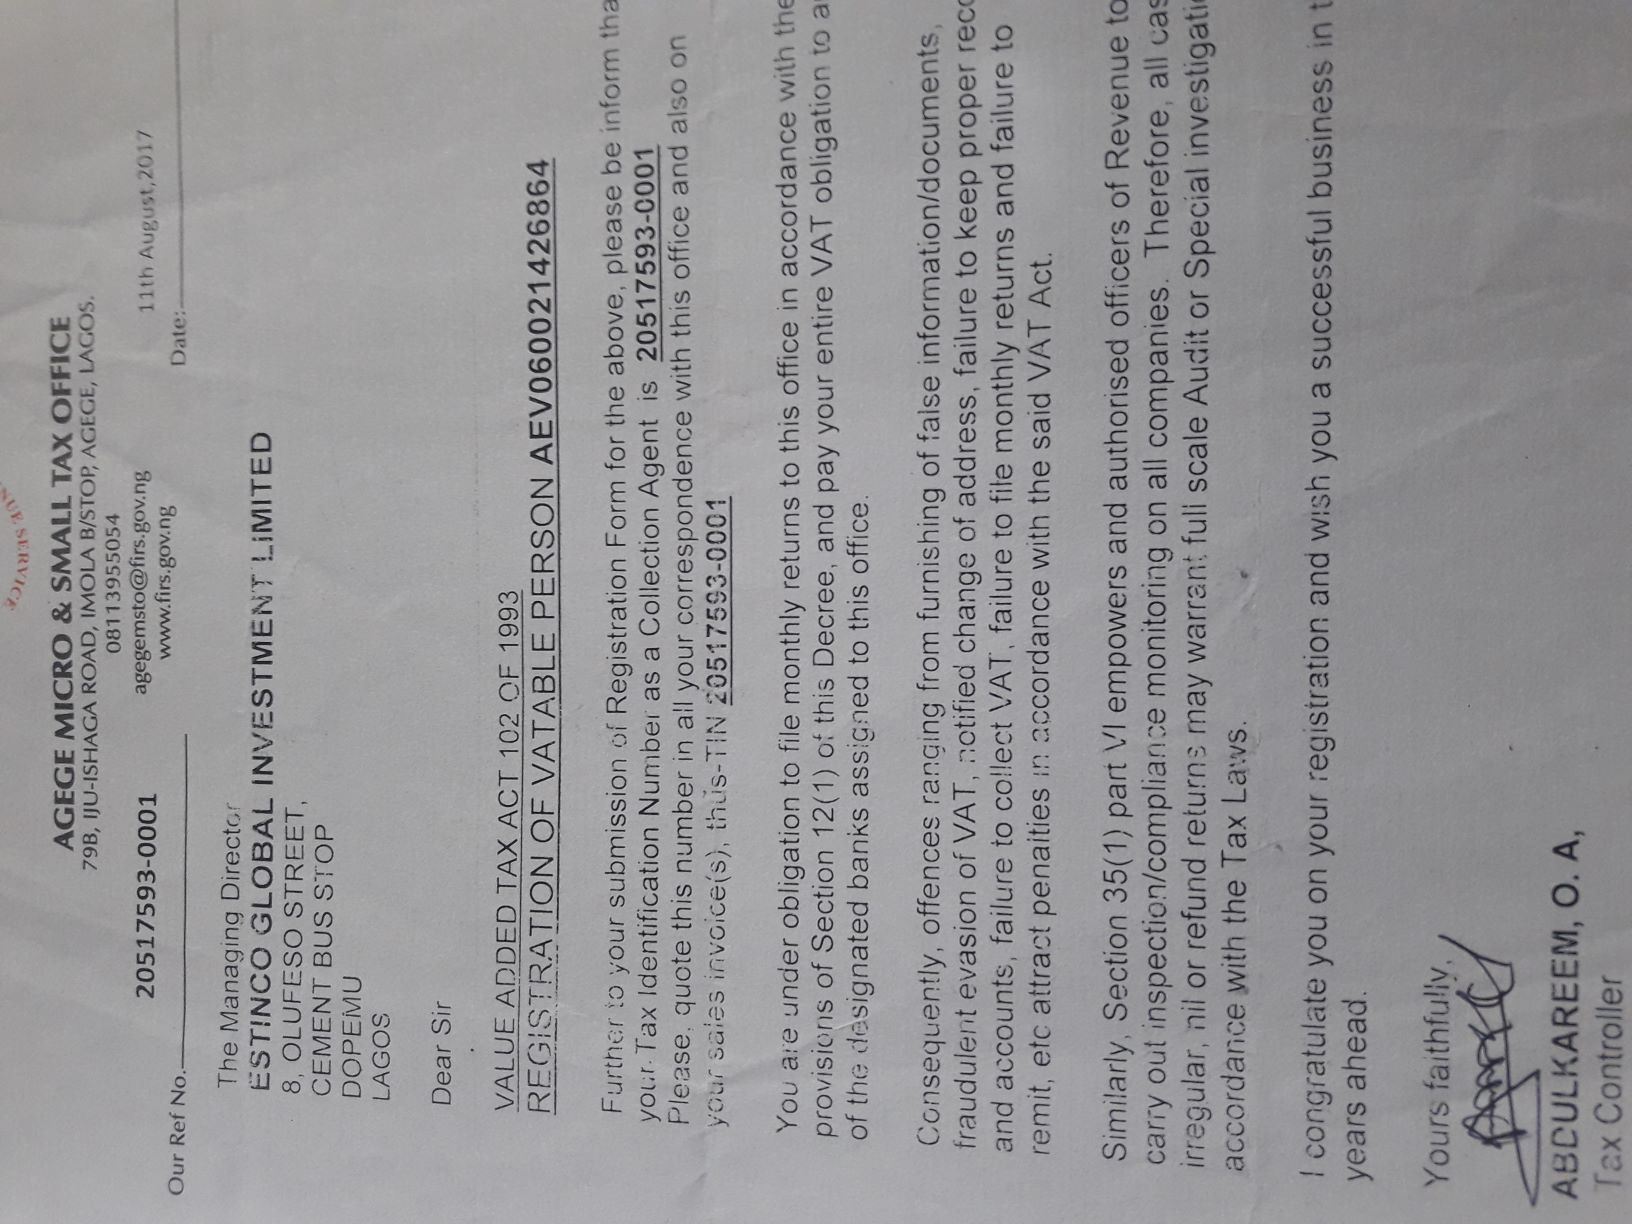 NUE SERVICE
AGEGE MICRO & SMALL TAX OFFICE
79B, IJU-ISHAGA ROAD, IMOLA B/STOP, AGEGE, LAGOS.
08113955054
20517593-0001
agegemsto@firs.gov.ng
11th August,2017
www.firs.gov.ng
Our Ref No.
Date:
The Managing Director
ESTINCO GLOBAL INVESTMENT LIMITED
8, OLUFESO STREET,
CEMENT BUS STOP
DOPEMU
LAGOS
Dear Sir
VALUE ADDED TAX ACT 102 OF 1993
REGISTRATION OF VATABLE PERSON AEV060021426864
Further to your submission of Registration Form for the above, please be inform tha
your Tax Identification Number as a Collection Agent is 20517593-0001
Please, quote this number in all your correspondence with this office and also on
your sales invoice(s), thus-TIN 20517593-0001
You are under obligation to file monthly returns to this office in accordance with the
provisions of Section 12(1) of this Decree, and pay your entire VAT obligation to a
of the designated banks assigned to this office.
Consequently, offences ranging from furnishing of false information/documents,
fraudulent evasion of VAT, notified change of address, failure to keep proper reco
and accounts, failure to collect VAT, failure to file monthly returns and failure to
remit, etc attract penalties in accordance with the said VAT Act.
Similarly, Section 35(1) part VI empowers and authorised officers of Revenue to
carry out inspection/compliance monitoring on all companies. Therefore, all cas
irregular, nil or refund returns may warrant full scale Audit or Special investigati
accordance with the Tax Laws.
I congratulate you on your registration and wish you a successful business in t
years ahead.
Yours faithfully,
ABDULKAREEM, O. A,
Tax Controller